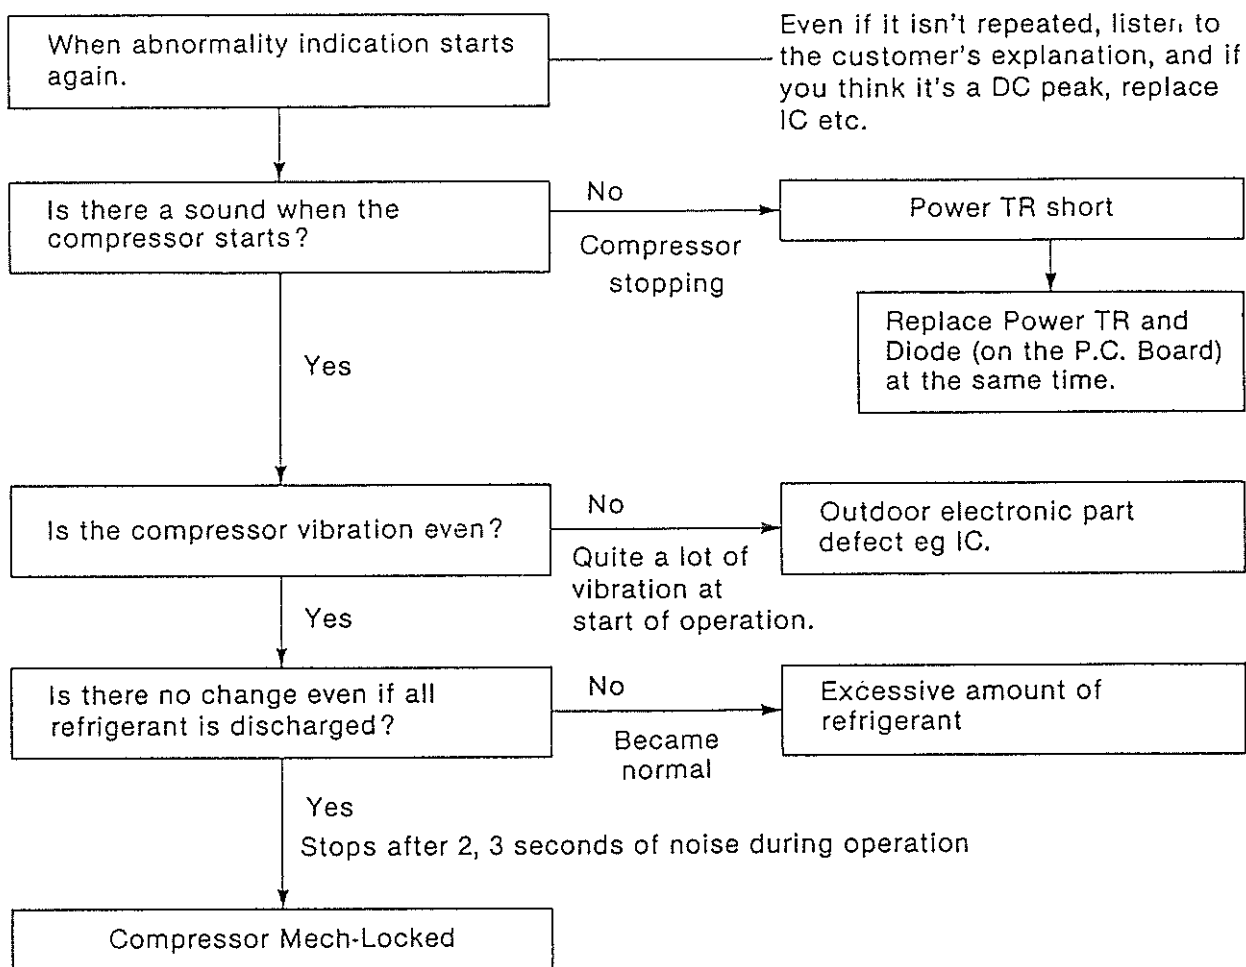 When abnormality indication starts
again.
Even if it isn't repeated, listen to
the customer's explanation, and if
you think it's a DC peak, replace
IC etc.
Is there a sound when the
compressor starts?
No
Compressor
stopping
Power TR short
Replace Power TR and
Diode (on the P.C. Board)
at the same time.
Yes
Is the compressor vibration even?
No
Quite a lot of
vibration at
start of operation.
Outdoor electronic part
defect eg IC.
Yes
Is there no change even if all
refrigerant is discharged?
No
Became
normal
Excessive amount of
refrigerant
Yes
Stops after 2, 3 seconds of noise during operation
Compressor Mech-Locked